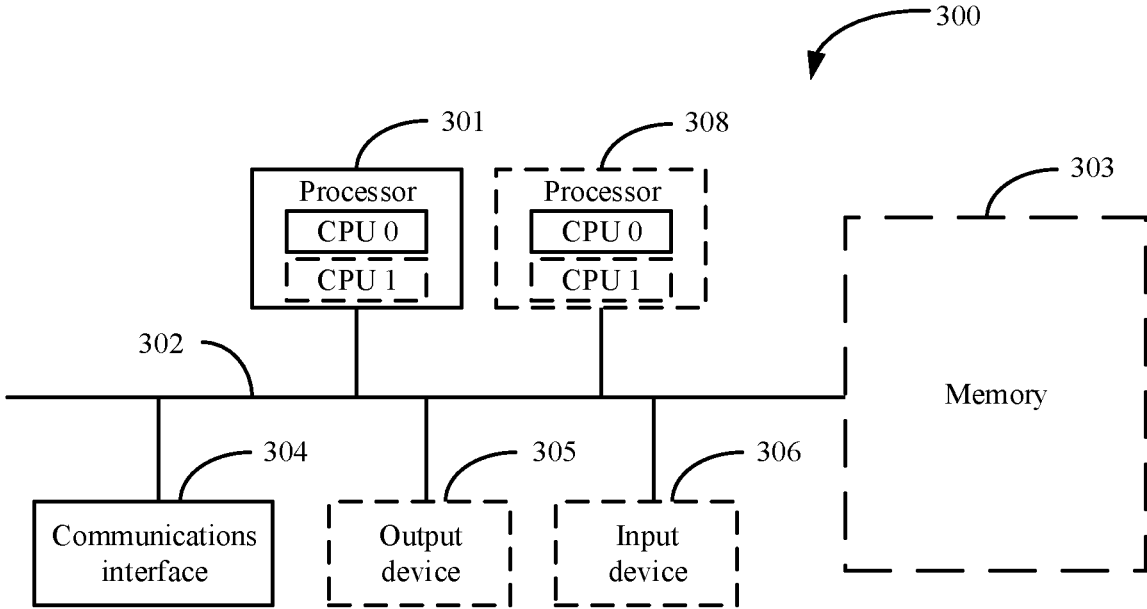 300
301
308
Processor
CPU 0
CPU 1
Processor
CPU 0
CPU 1
303
302
Memory
304
305
306
Communications
interface
Output
device
Input
device